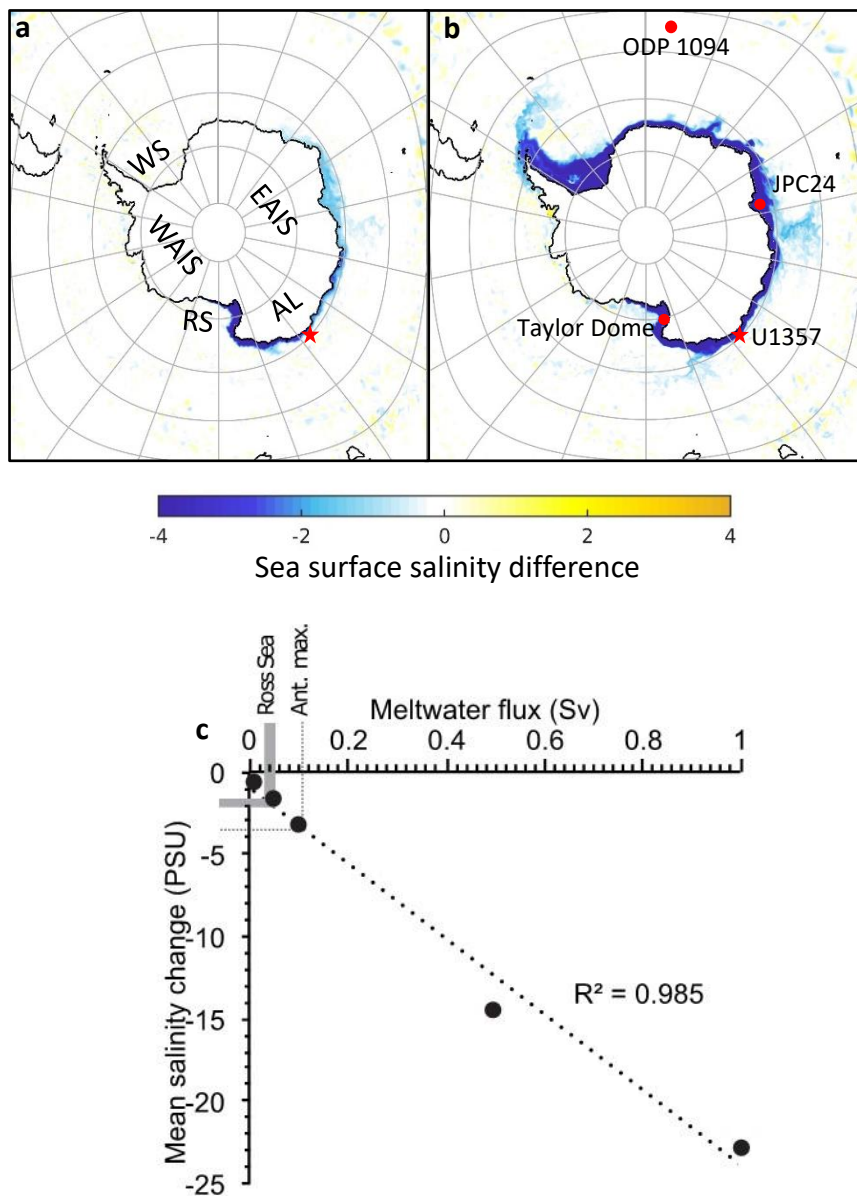 a
WS
EAIS
WAIS
AL
RS
b
ODP 1094
JPC24
Taylor Dome
U1357
-4
-2
0
2
4
Sea surface salinity difference
Ross Sea
Ant. max.
c
Meltwater flux (Sv)
0
0.2
0.4
0.6
0.8
1
0
-5
-10
-15
-20
-25
Mean salinity change (PSU)
R² = 0.985